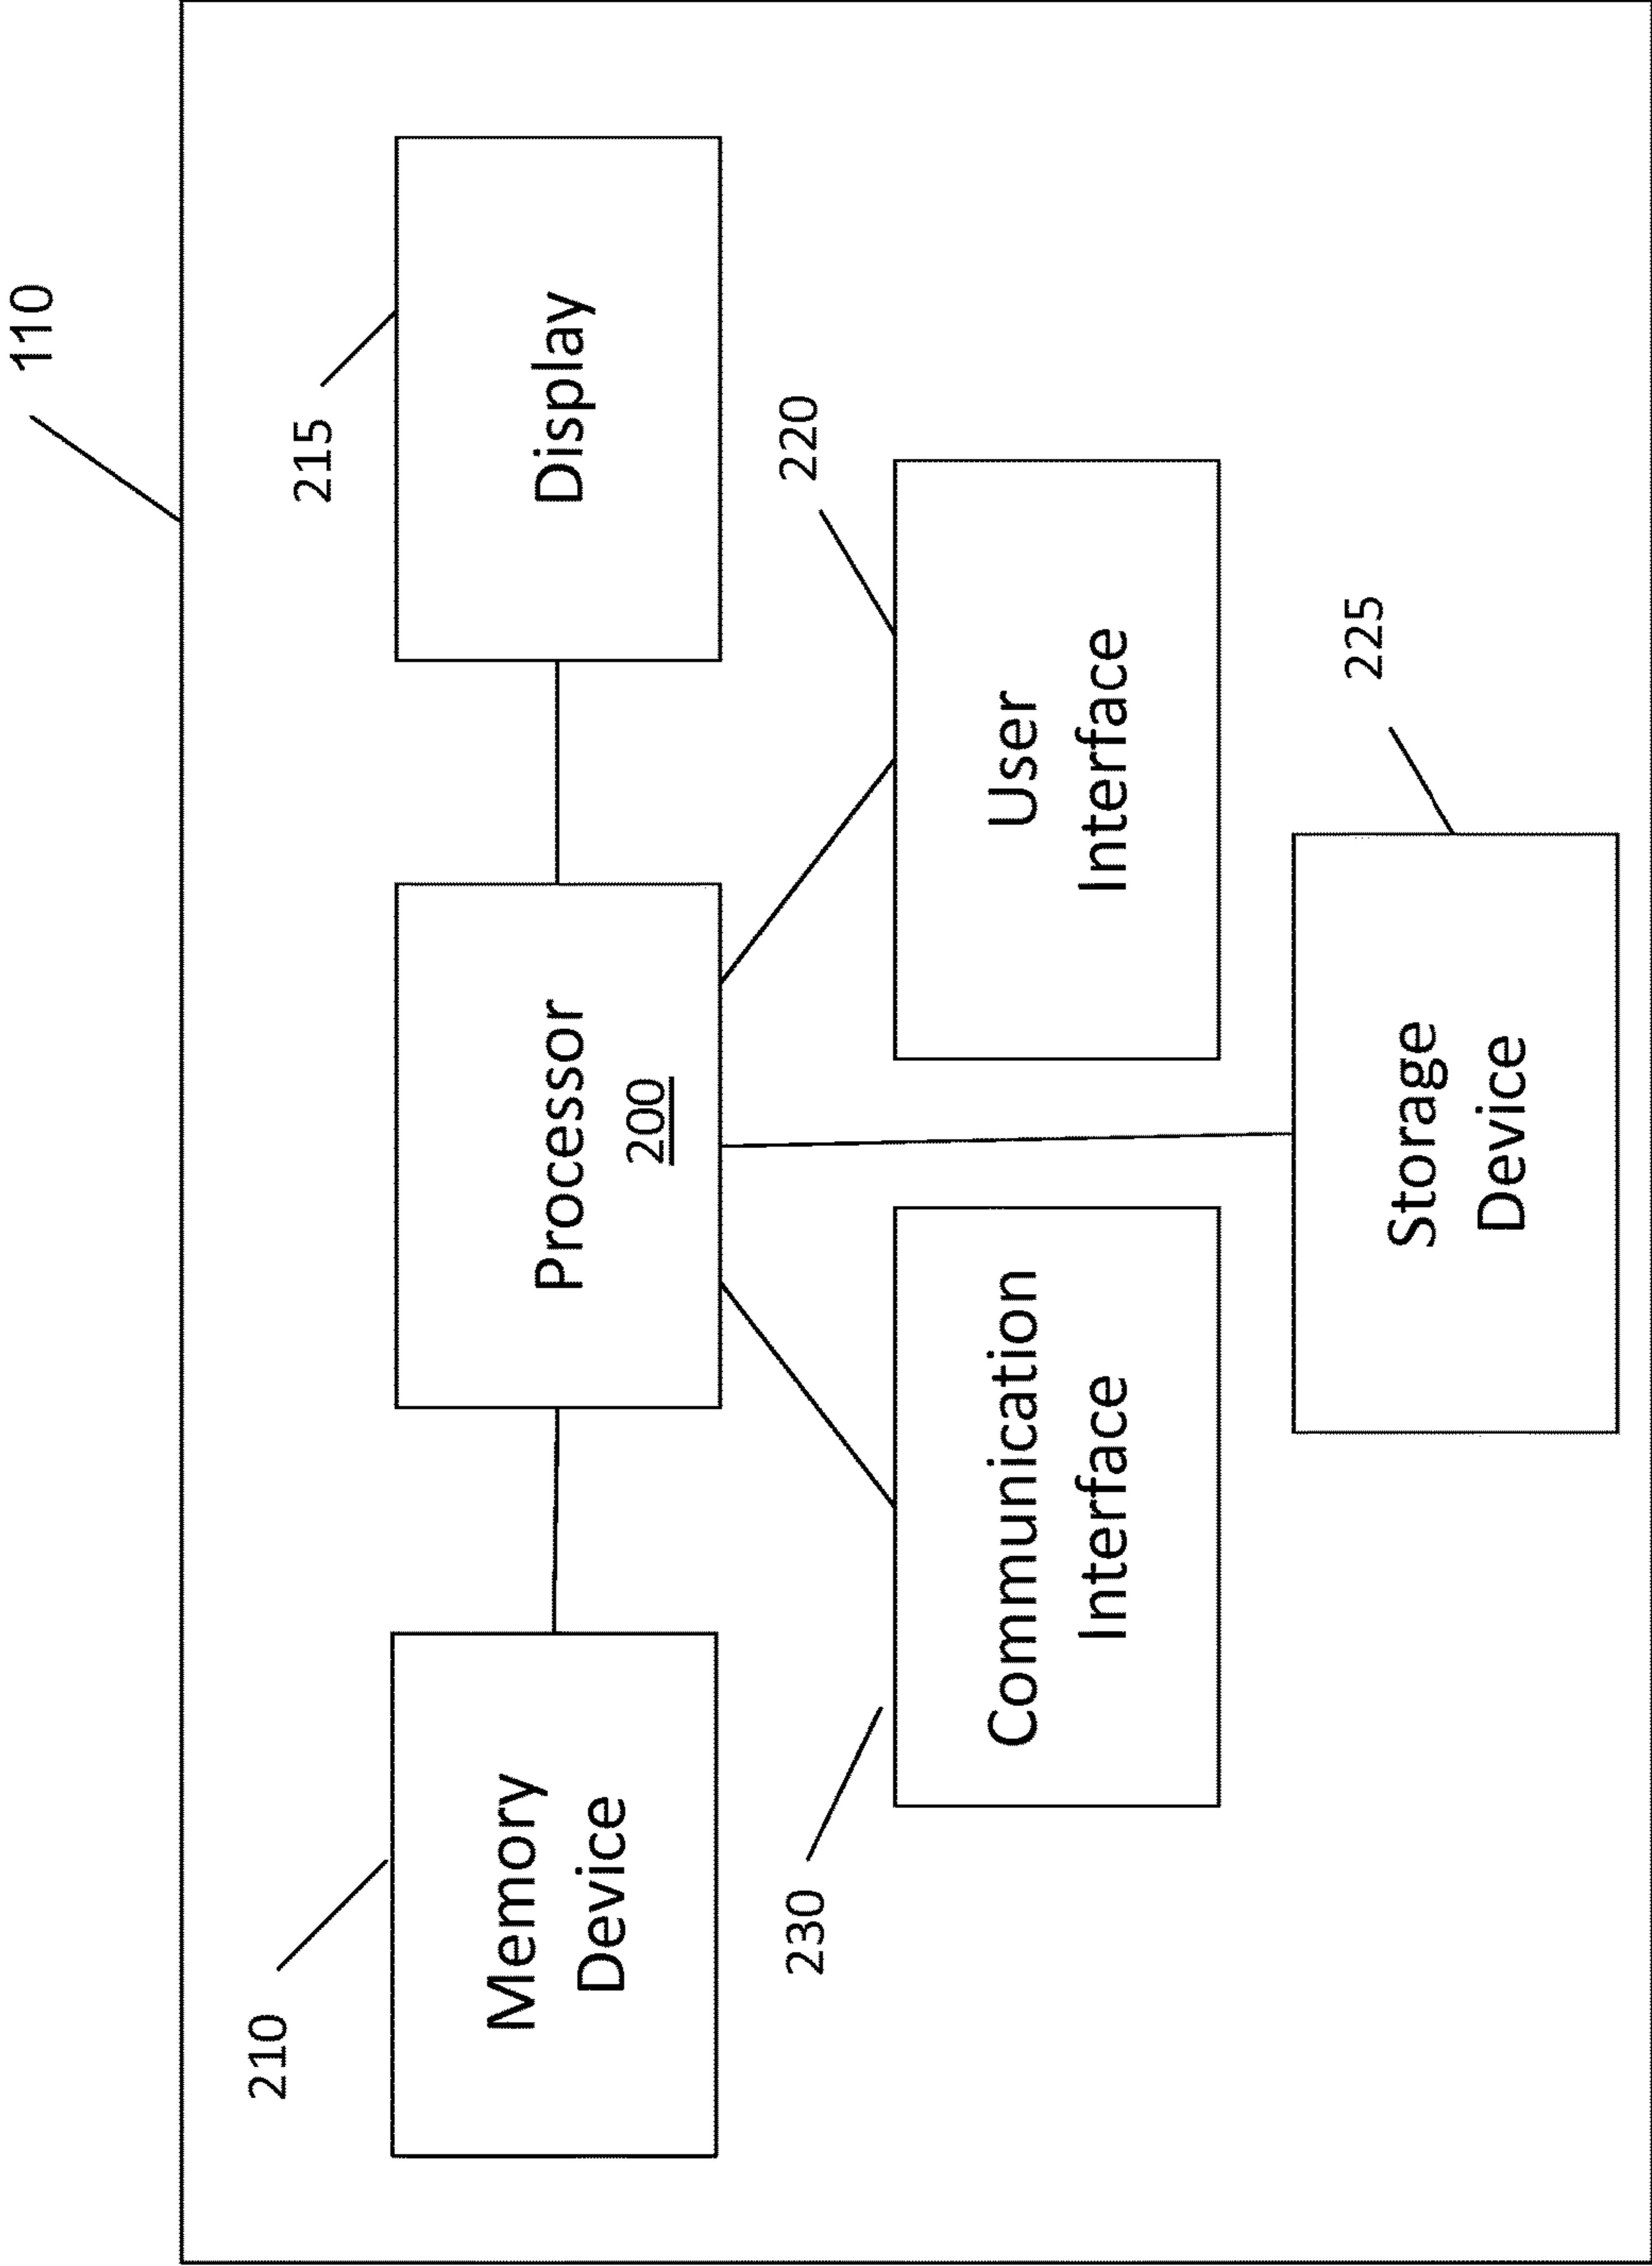 110
210
Memory
Device
Processor
200
215
Display
230
Communication
Interface
220
User
Interface
225
Storage
Device